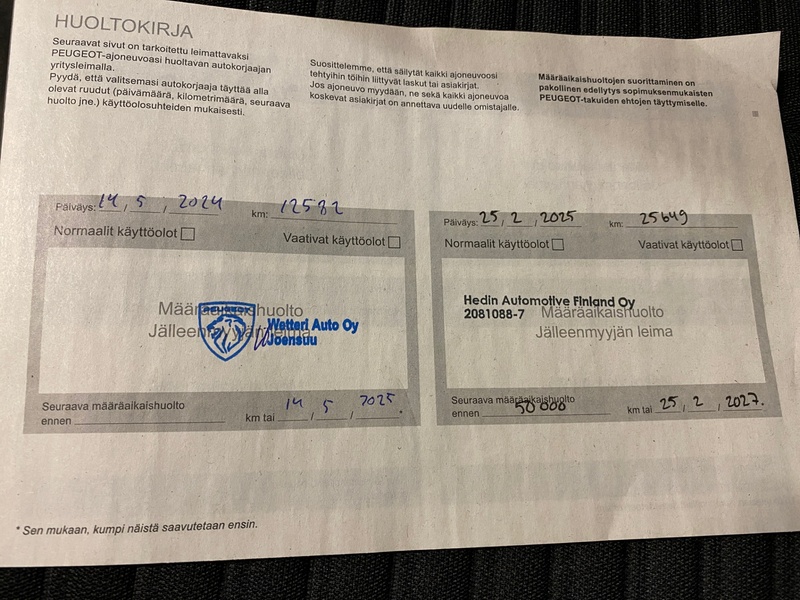 HUOLTOKIRJA
Seuraavat sivut on tarkoitettu leimattavaksi
PEUGEOT-ajoneuvoasi huoltavan autokorjaajan
yritysleimalla.
Pyydä, että valitsemasi autokorjaaja täyttää alla
olevat ruudut (päivämäärä, kilometrimäärä, seuraava
huolto jne.) käyttöolosuhteiden mukaisesti.
Suosittelemme, että säilytät kaikki ajoneuvoosi
tehtyihin töihin liittyvät laskut tai asiakirjat.
Jos ajoneuvo myydään, ne sekä kaikki ajoneuvoa
koskevat asiakirjat on annettava uudelle omistajalle.
Määräaikaishuoltojen suorittaminen on
pakollinen edellytys sopimuksenmukaisten
PEUGEOT-takuiden ehtojen täyttymiselle.
Päiväys: 14, 5, 2024 km: 12582
Normaalit käyttöolot Vaativat käyttöolot
Määräaikaishuolto
Jälleenmyyjän leima
PEUGEOT
Wetteri Auto Oy
Joensuu
Seuraava määräaikaishuolto
ennen km tai 14, 5, 2025.
Päiväys: 25, 2, 2025 km: 25649
Normaalit käyttöolot Vaativat käyttöolot
Hedin Automotive Finland Oy
2081088-7
Määräaikaishuolto
Jälleenmyyjän leima
Seuraava määräaikaishuolto
ennen 50 000 km tai 25, 2, 2027.
* Sen mukaan, kumpi näistä saavutetaan ensin.